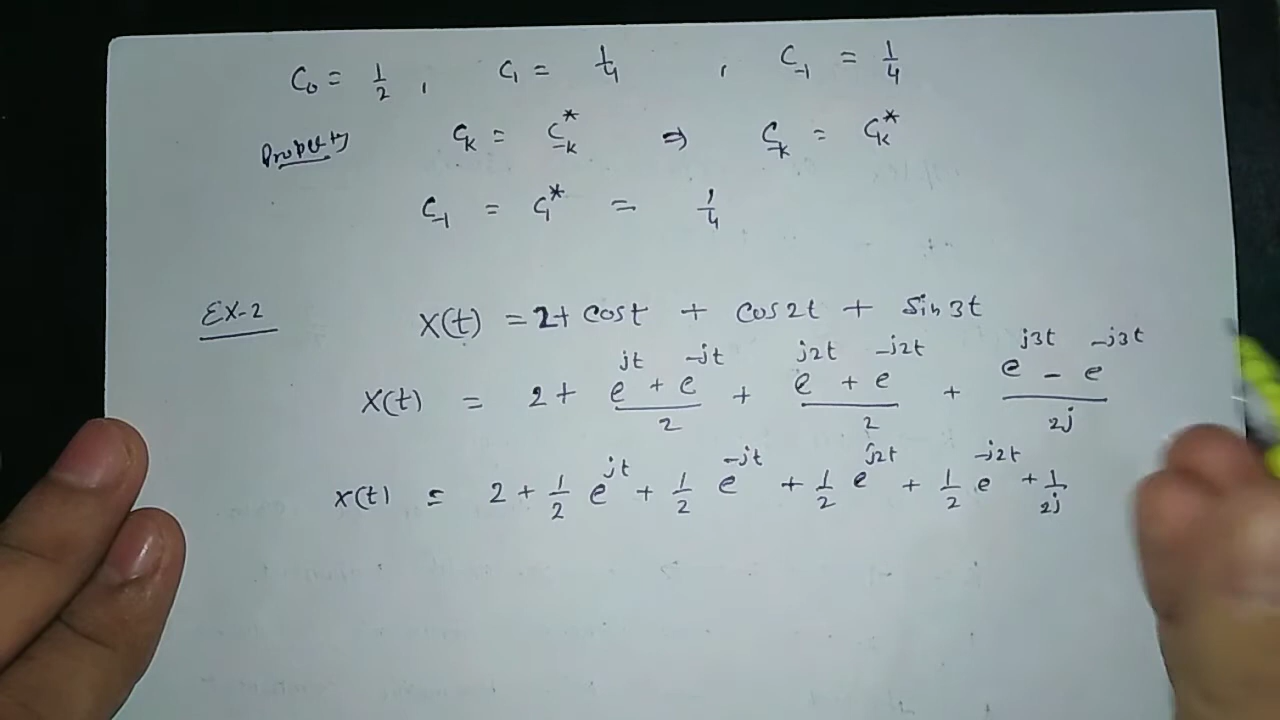 C₀ = 1/2 , C₁ = 1/4 , C₋₁ = 1/4
Property Cₖ = C₋ₖ* ⇒ C₋ₖ = Cₖ*
C₋₁ = C₁* = 1/4
EX-2 x(t) = 2 + cost + cos2t + sin3t
x(t) = 2 + (e^{jt} + e^{-jt})/2 + (e^{j2t} + e^{-j2t})/2 + (e^{j3t} - e^{-j3t})/2j
x(t) = 2 + 1/2 e^{jt} + 1/2 e^{-jt} + 1/2 e^{j2t} + 1/2 e^{-j2t} + 1/2j